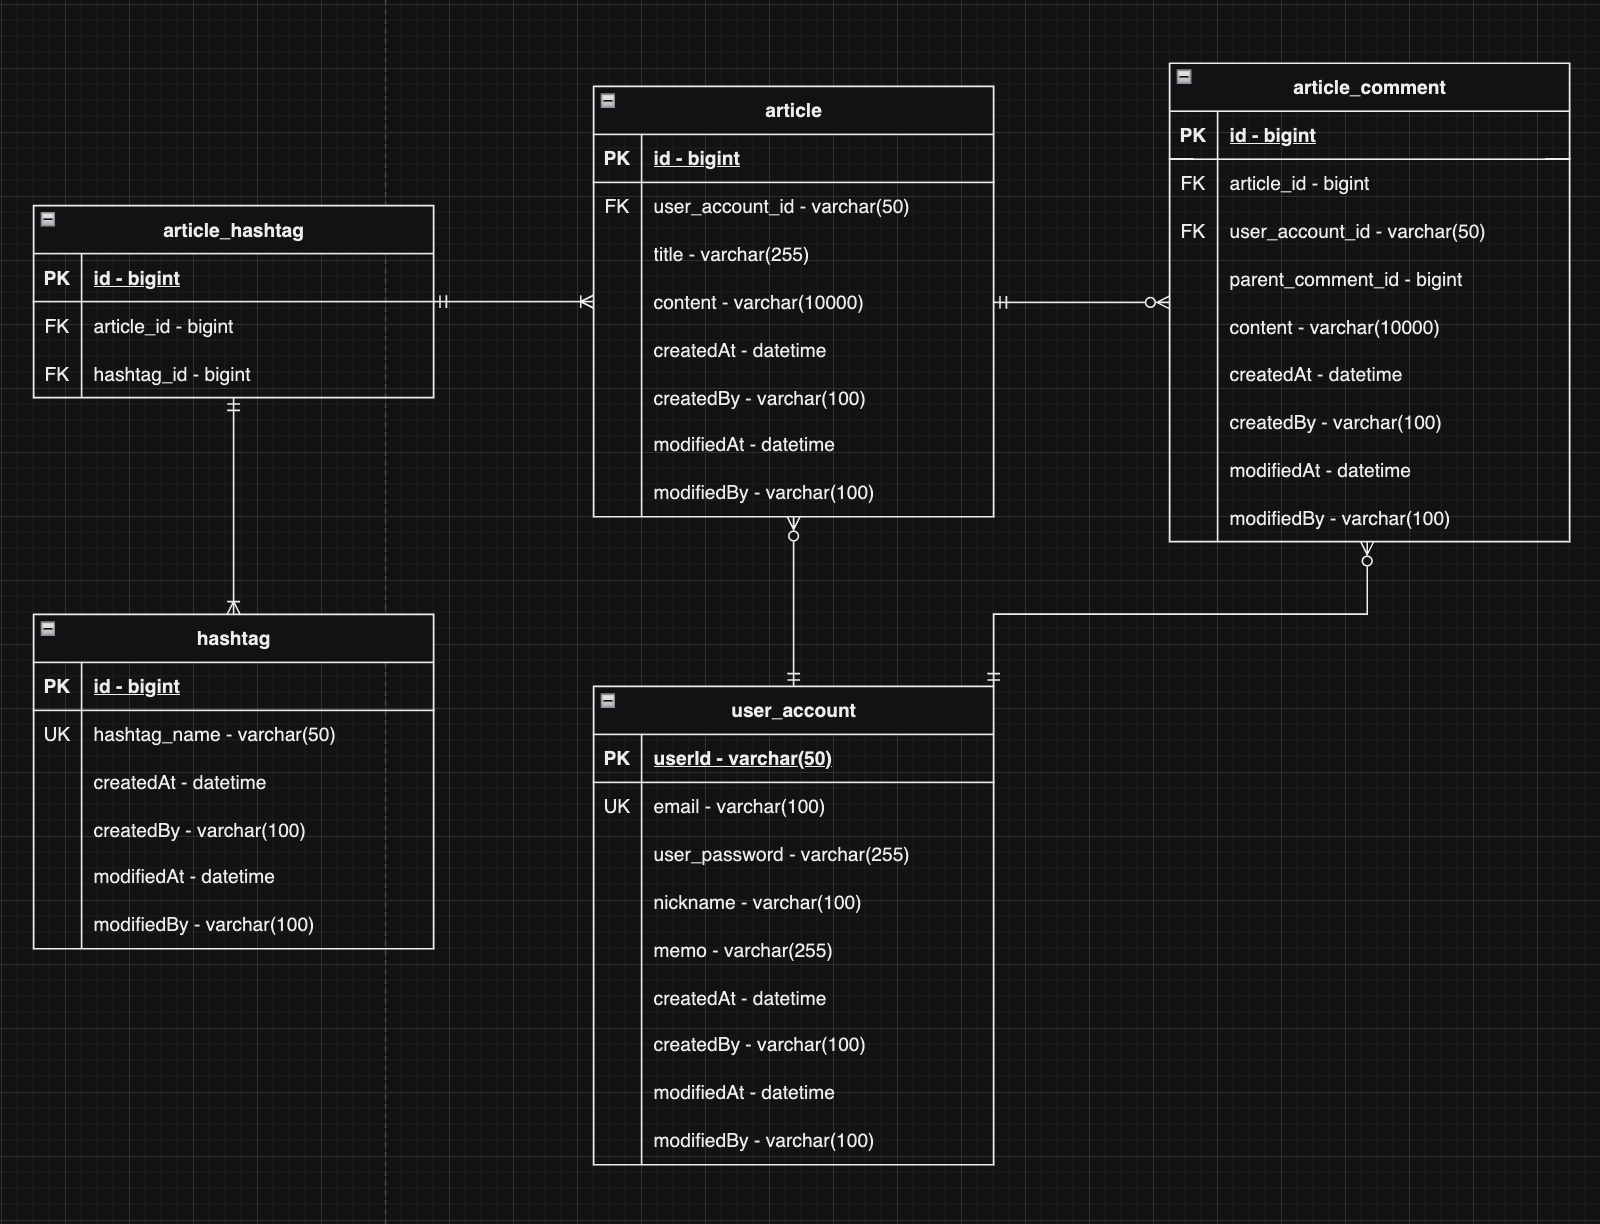 article_hashtag
PK id - bigint
FK article_id - bigint
FK hashtag_id - bigint
hashtag
PK id - bigint
UK hashtag_name - varchar(50)
createdAt - datetime
createdBy - varchar(100)
modifiedAt - datetime
modifiedBy - varchar(100)
article
PK id - bigint
FK user_account_id - varchar(50)
title - varchar(255)
content - varchar(10000)
createdAt - datetime
createdBy - varchar(100)
modifiedAt - datetime
modifiedBy - varchar(100)
user_account
PK userId - varchar(50)
UK email - varchar(100)
user_password - varchar(255)
nickname - varchar(100)
memo - varchar(255)
createdAt - datetime
createdBy - varchar(100)
modifiedAt - datetime
modifiedBy - varchar(100)
article_comment
PK id - bigint
FK article_id - bigint
FK user_account_id - varchar(50)
parent_comment_id - bigint
content - varchar(10000)
createdAt - datetime
createdBy - varchar(100)
modifiedAt - datetime
modifiedBy - varchar(100)